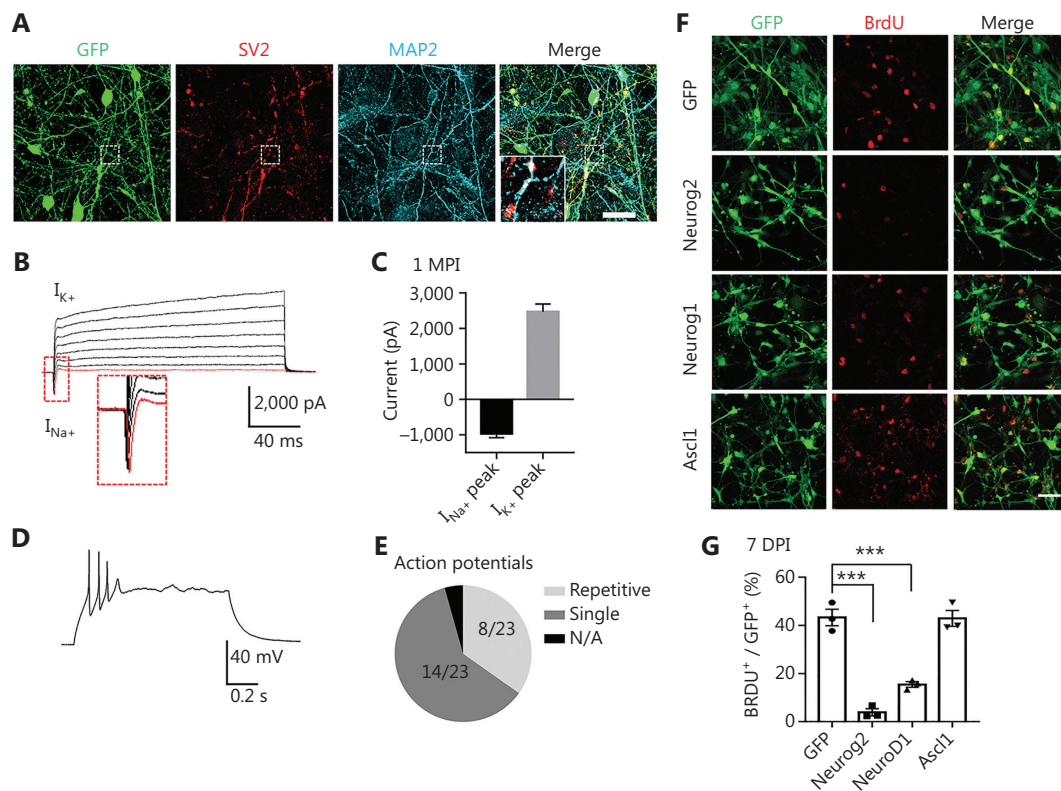 A
GFP
SV2
MAP2
Merge
B
I K+
I Na+
2,000 pA
40 ms
C
1 MPI
Current (pA)
3,000
2,000
1,000
0
–1,000
I Na+ peak
I K+ peak
D
40 mV
0.2 s
E
Action potentials
8/23
14/23
Repetitive
Single
N/A
F
GFP
BrdU
Merge
GFP
Neurog2
Neurog1
Ascl1
G
7 DPI
***
***
BRDU+ / GFP+ (%)
60
40
20
0
GFP
Neurog2
NeuroD1
Ascl1